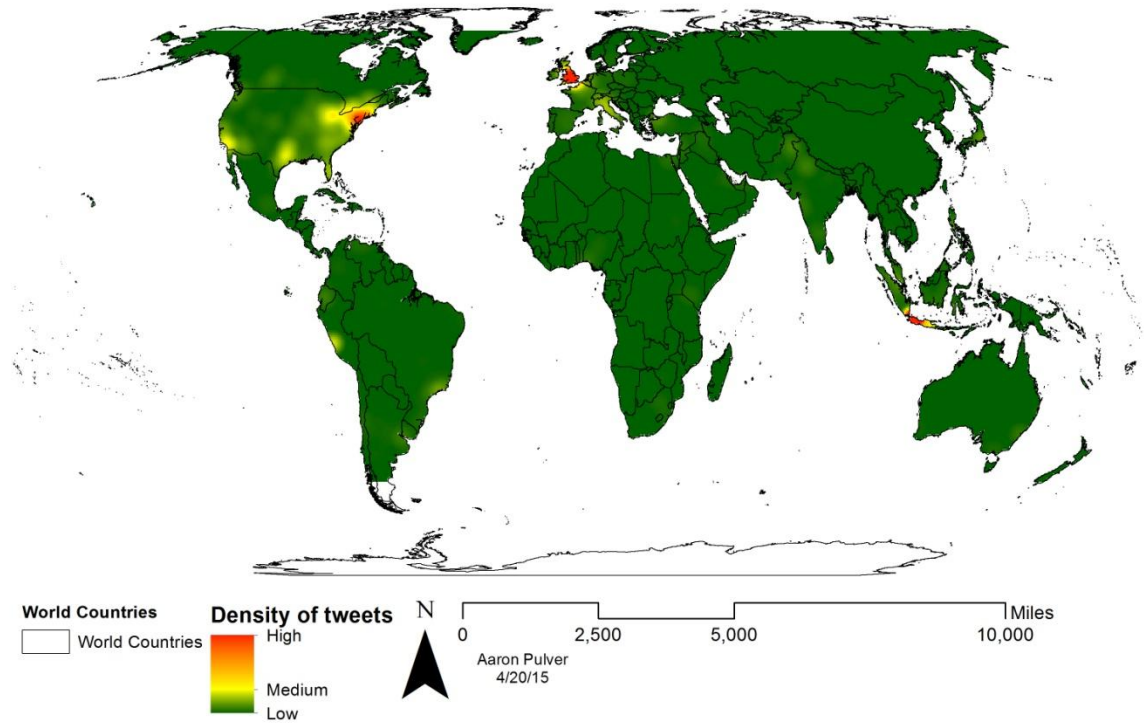 World Countries
World Countries
Density of tweets
High
Medium
Low
N
0 2,500 5,000 10,000
Miles
Aaron Pulver
4/20/15